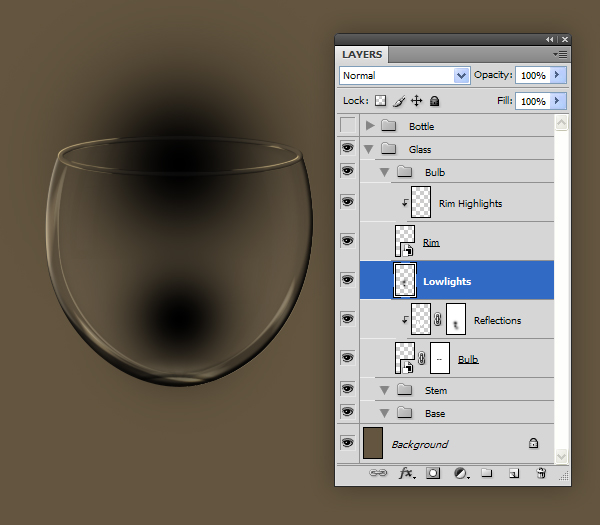 LAYERS
Normal Opacity: 100%
Lock: Fill: 100%
Bottle
Glass
Bulb
Rim Highlights
Rim
Lowlights
Reflections
Bulb
Stem
Base
Background
fx